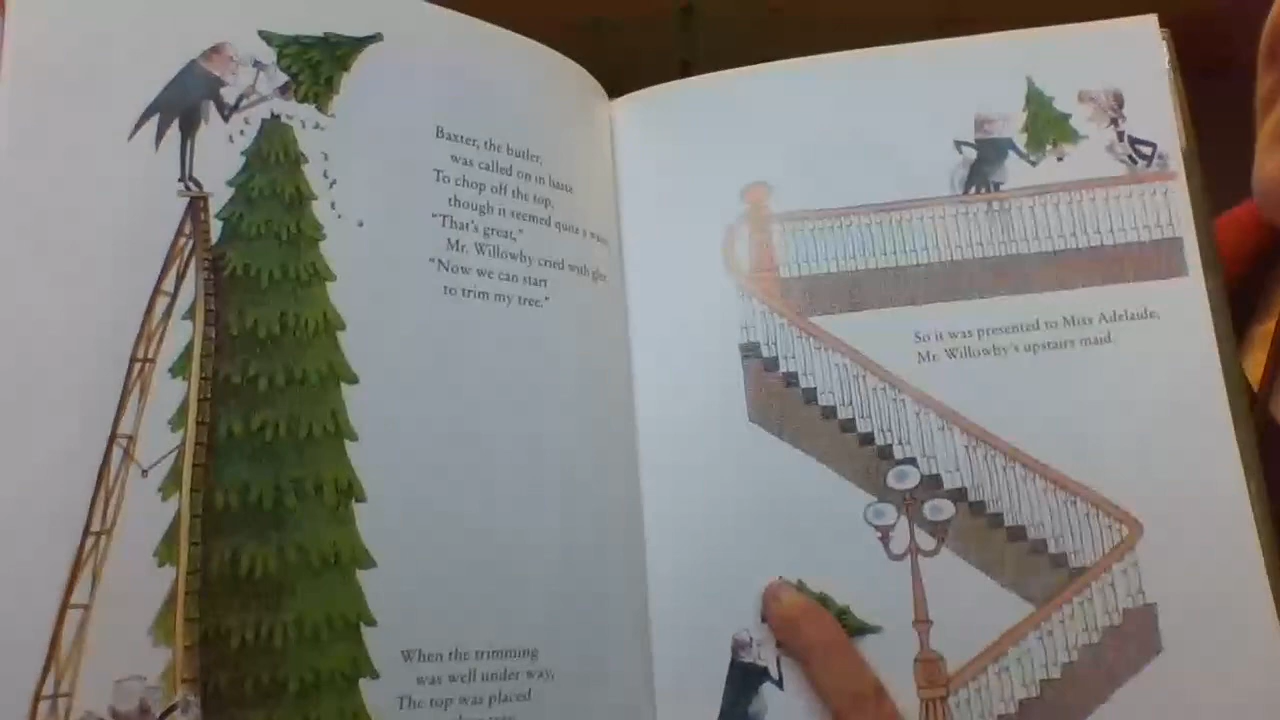 Baxter, the butler,
was called on in haste
To chop off the top,
though it seemed quite a waste.
"That's great,"
Mr. Willowby cried with glee.
"Now we can start
to trim my tree."
When the trimming
was well under way,
The top was placed
So it was presented to Miss Adelaide,
Mr. Willowby's upstairs maid.